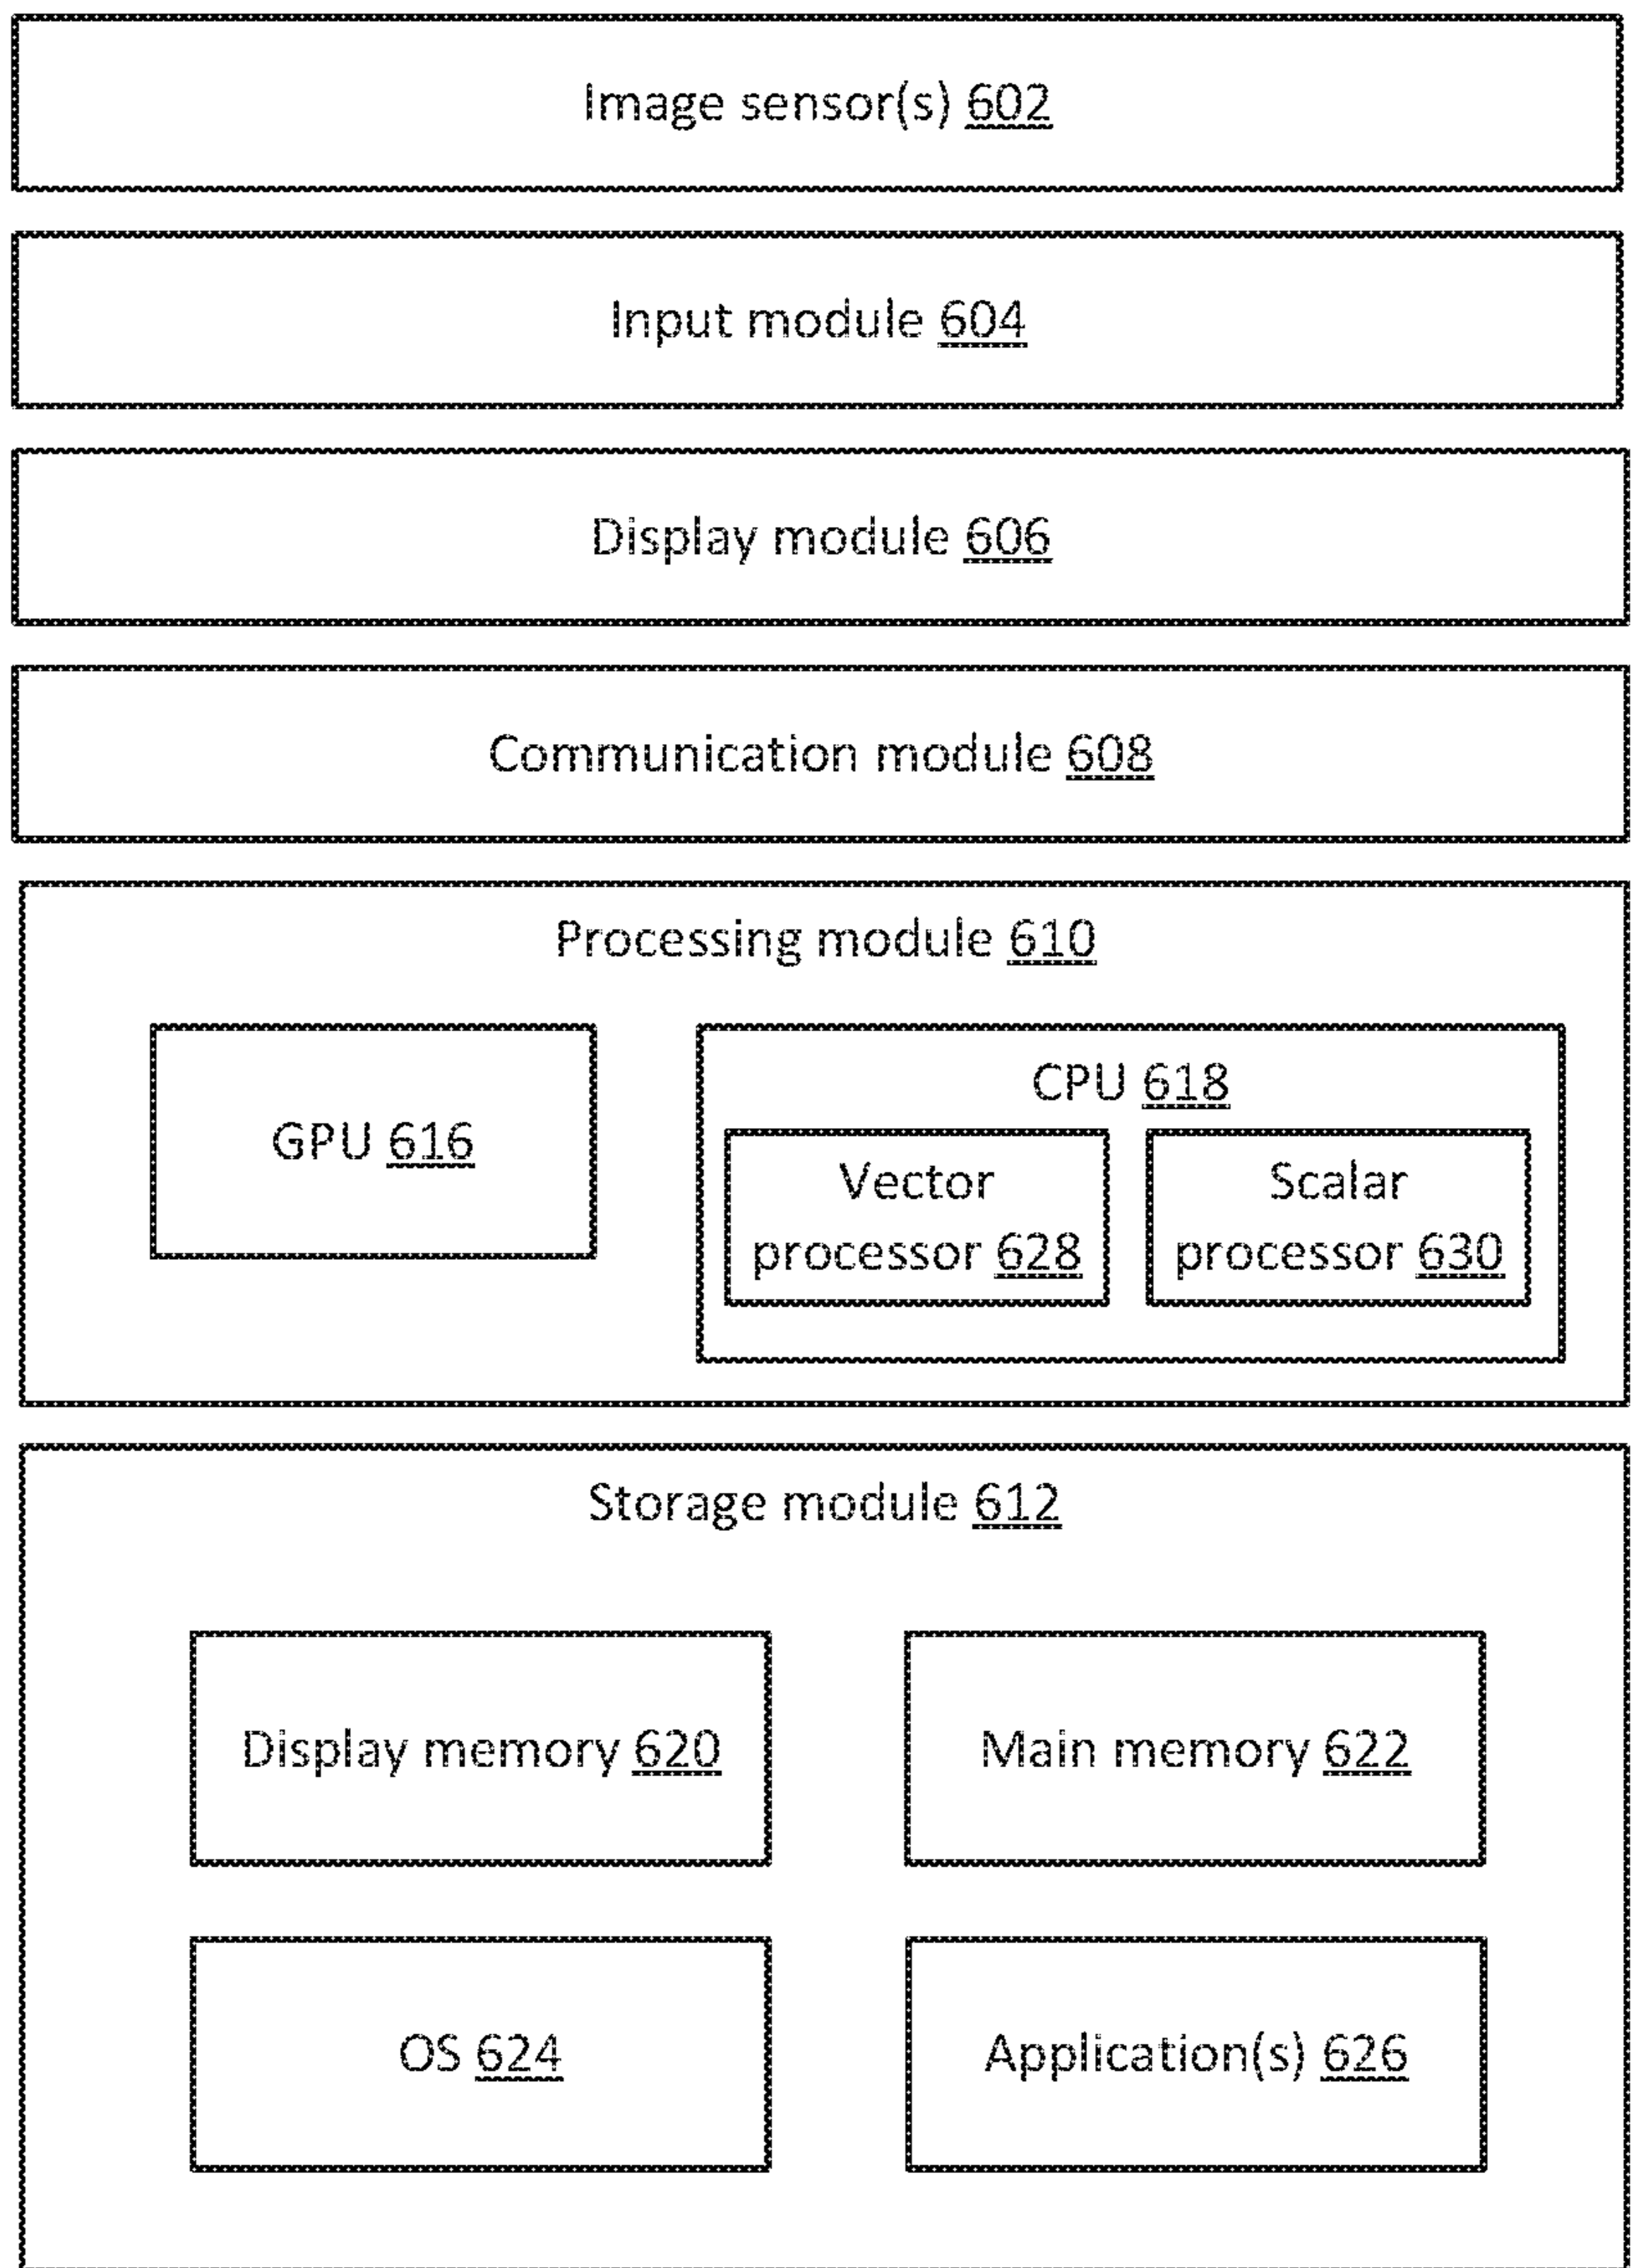 Image sensor(s) 602
Input module 604
Display module 606
Communication module 608
Processing module 610
GPU 616
CPU 618
Vector
processor 628
Scalar
processor 630
Storage module 612
Display memory 620
Main memory 622
OS 624
Application(s) 626